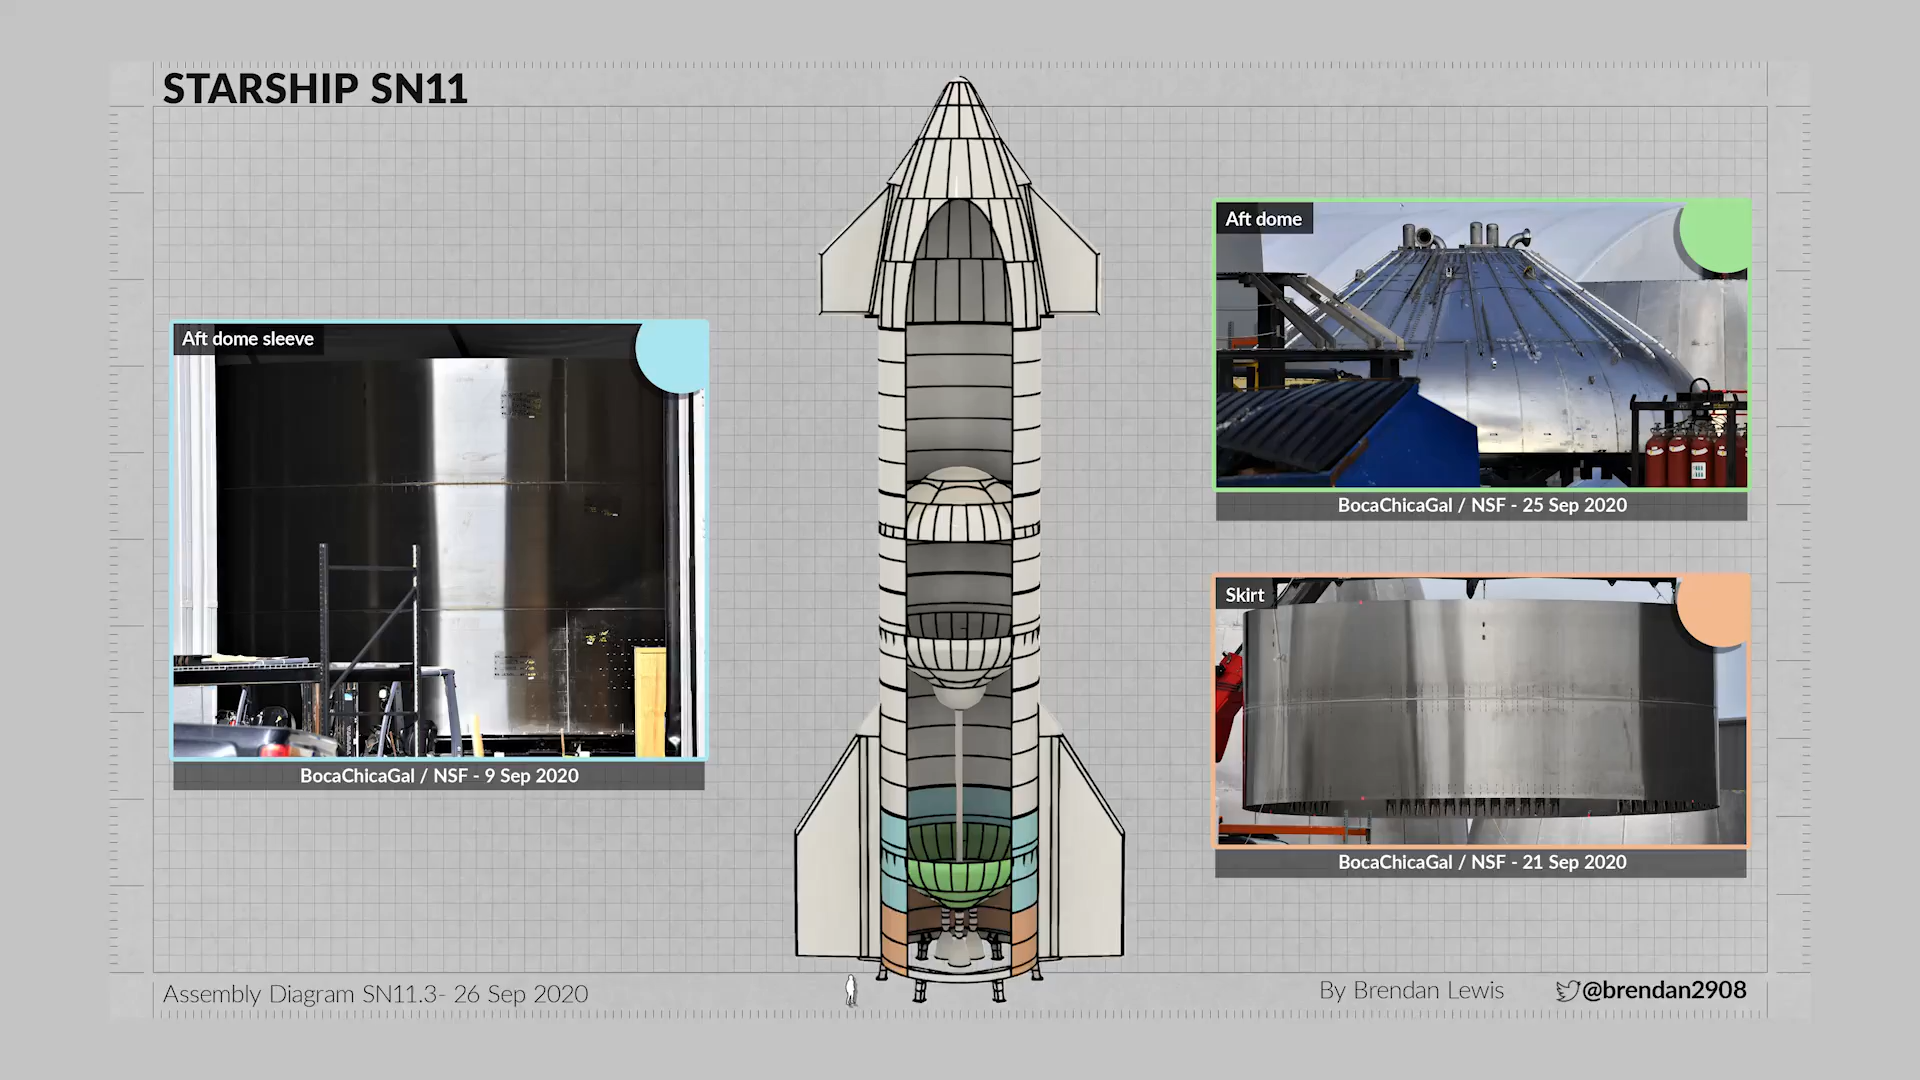 STARSHIP SN11
Aft dome sleeve
BocaChicaGal / NSF - 9 Sep 2020
Aft dome
BocaChicaGal / NSF - 25 Sep 2020
Skirt
BocaChicaGal / NSF - 21 Sep 2020
Assembly Diagram SN11.3- 26 Sep 2020
By Brendan Lewis
@brendan2908